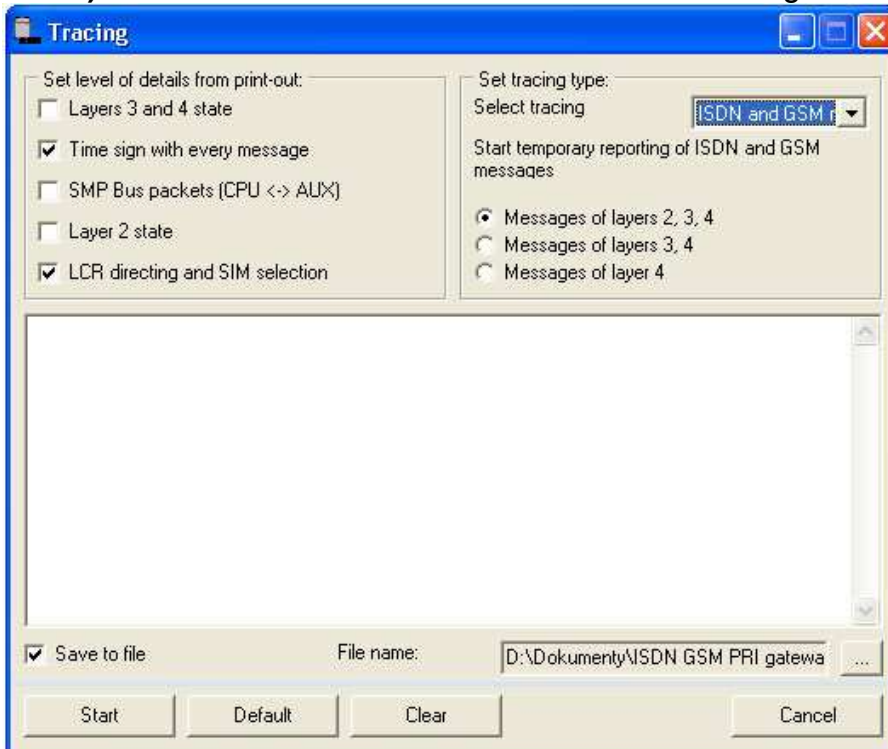 Tracing
Set level of details from print-out:
Layers 3 and 4 state
Time sign with every message
SMP Bus packets (CPU <-> AUX)
Layer 2 state
LCR directing and SIM selection
Set tracing type:
Select tracing
ISDN and GSM
Start temporary reporting of ISDN and GSM
messages
Messages of layers 2, 3, 4
Messages of layers 3, 4
Messages of layer 4
Save to file
File name:
D:\Dokumenty\ISDN GSM PRI gatewa
...
Start
Default
Clear
Cancel